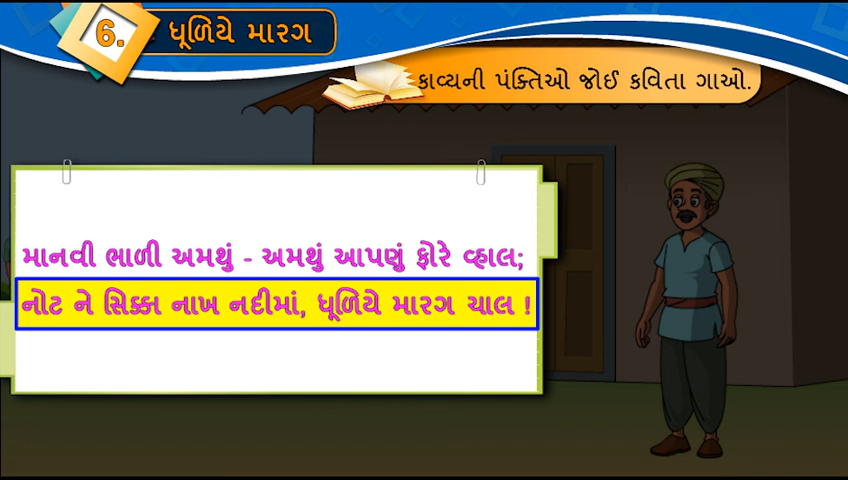 6.
ધૂળિયે મારગ
કાવ્યની પંક્તિઓ જોઈ કવિતા ગાઓ.
માનવી ભાળી અમથું - અમથું આપણું ફોરે વ્હાલ;
નોટ ને સિક્કા નાખ નદીમાં, ધૂળિયે મારગ ચાલ !